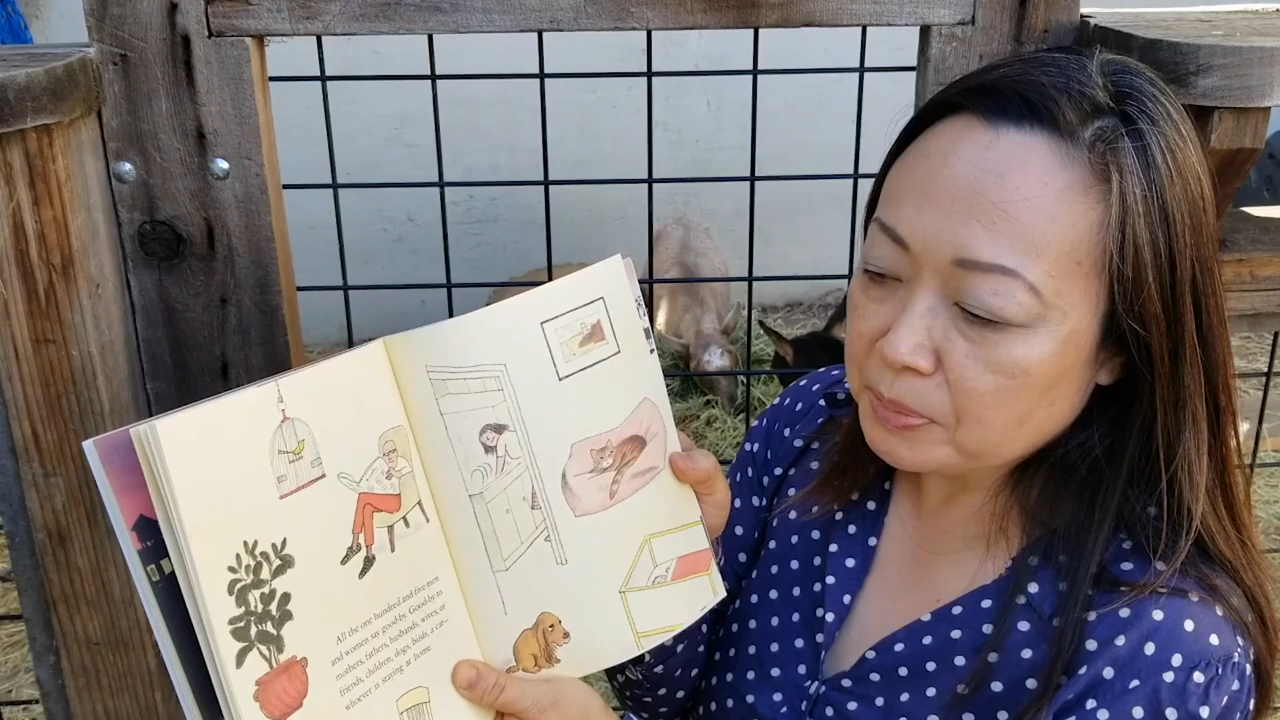 All the one hundred and five men
and women say good-by. Good-by to
mothers, fathers, husbands, wives, or
friends, children, dogs, birds, a cat—
whoever is staying at home.